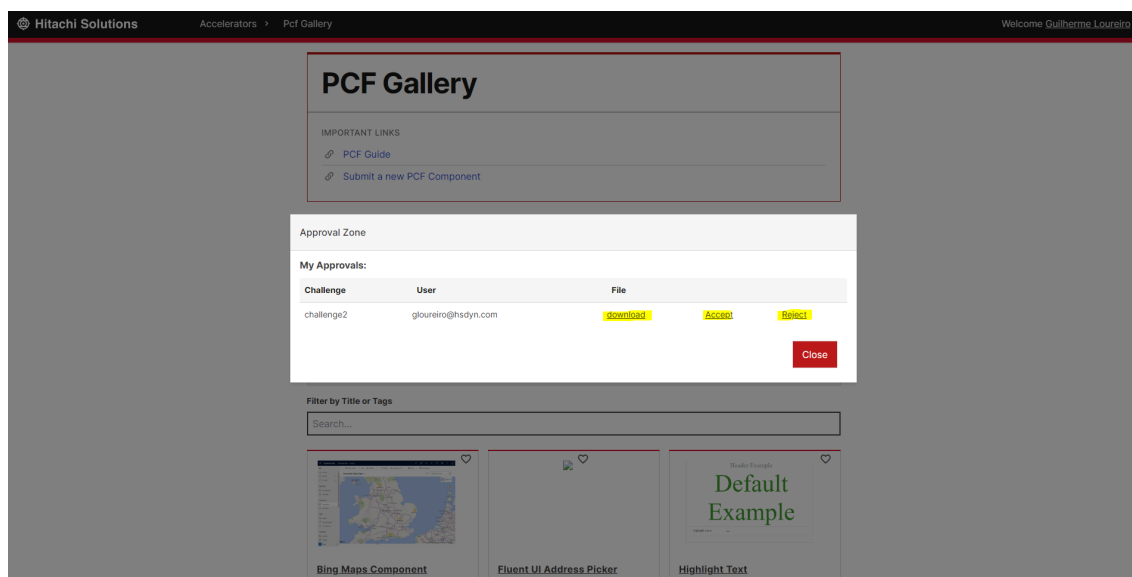 Hitachi Solutions
Accelerators > Pcf Gallery
Welcome Guilherme Loureiro
PCF Gallery
IMPORTANT LINKS
PCF Guide
Submit a new PCF Component
Approval Zone
My Approvals:
Challenge User File
challenge2 gloureiro@hsdyn.com download Accept Reject
Close
Filter by Title or Tags
Search...
Header Example
Default
Example
Bing Maps Component Fluent UI Address Picker Highlight Text